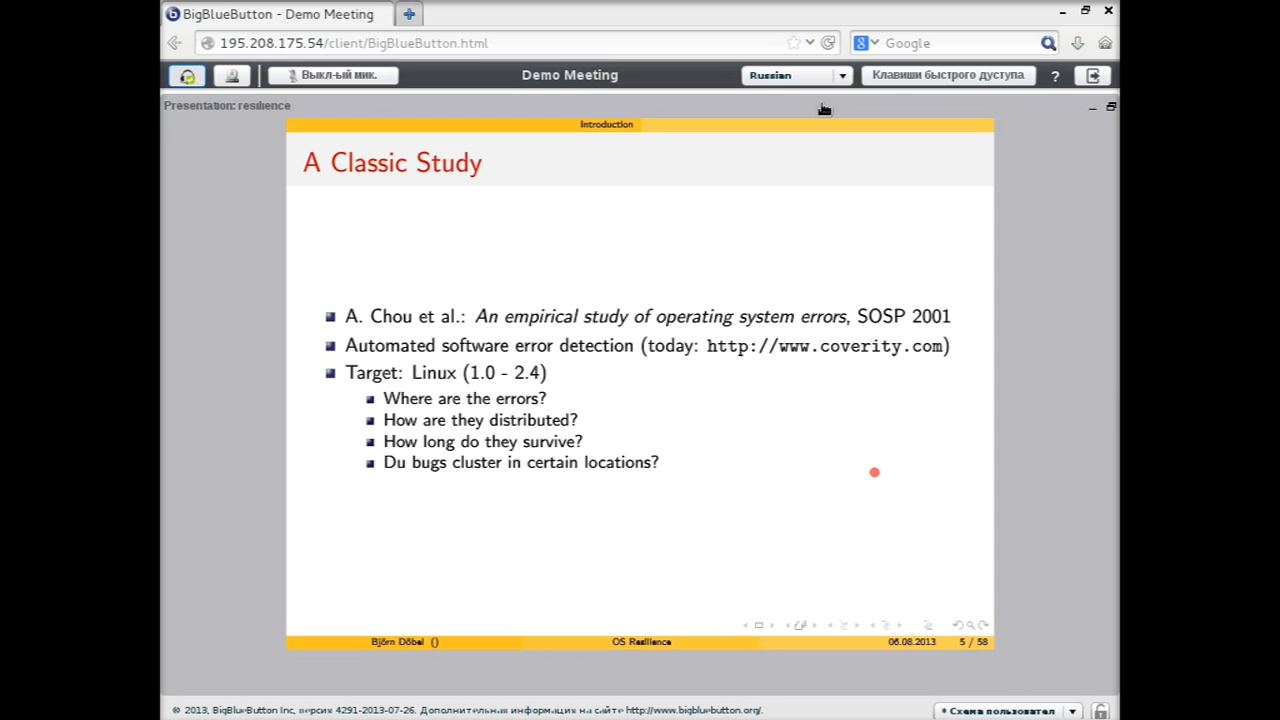 BigBlueButton - Demo Meeting
195.208.175.54/client/BigBlueButton.html
Google
Выкл-ый мик.
Demo Meeting
Russian
Клавиши быстрого доступа
?
Presentation: resilience
Introduction
A Classic Study
A. Chou et al.: An empirical study of operating system errors, SOSP 2001
Automated software error detection (today: http://www.coverity.com)
Target: Linux (1.0 - 2.4)
Where are the errors?
How are they distributed?
How long do they survive?
Du bugs cluster in certain locations?
Björn Döbel ()
OS Resilience
06.08.2013
5 / 58
© 2013, BigBlueButton Inc, версия 4291-2013-07-26. Дополнительная информация на сайте http://www.bigbluebutton.org/.
* Схема пользовател